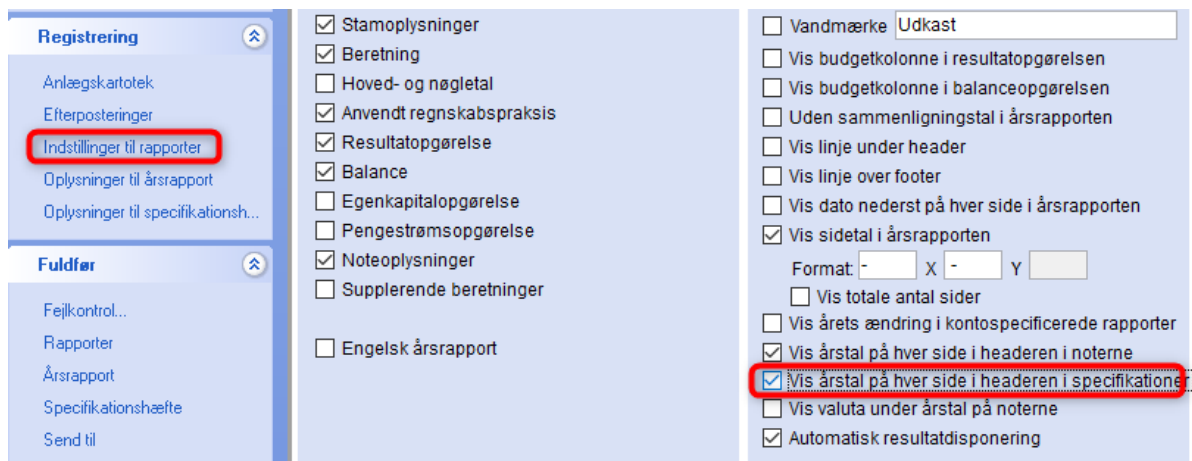 Registrering
Anlægskartotek
Efterposteringer
Indstillinger til rapporter
Oplysninger til årsrapport
Oplysninger til specifikationsh...
Fuldfør
Fejlkontrol...
Rapporter
Årsrapport
Specifikationshæfte
Send til
Stamoplysninger
Beretning
Hoved- og nøgletal
Anvendt regnskabspraksis
Resultatopgørelse
Balance
Egenkapitalopgørelse
Pengestrømsopgørelse
Noteoplysninger
Supplerende beretninger
Engelsk årsrapport
Vandmærke Udkast
Vis budgetkolonne i resultatopgørelsen
Vis budgetkolonne i balanceopgørelsen
Uden sammenligningstal i årsrapporten
Vis linje under header
Vis linje over footer
Vis dato nederst på hver side i årsrapporten
Vis sidetal i årsrapporten
Format: - X - Y
Vis totale antal sider
Vis årets ændring i kontospecificerede rapporter
Vis årstal på hver side i headeren i noterne
Vis årstal på hver side i headeren i specifikationer
Vis valuta under årstal på noterne
Automatisk resultatdisponering